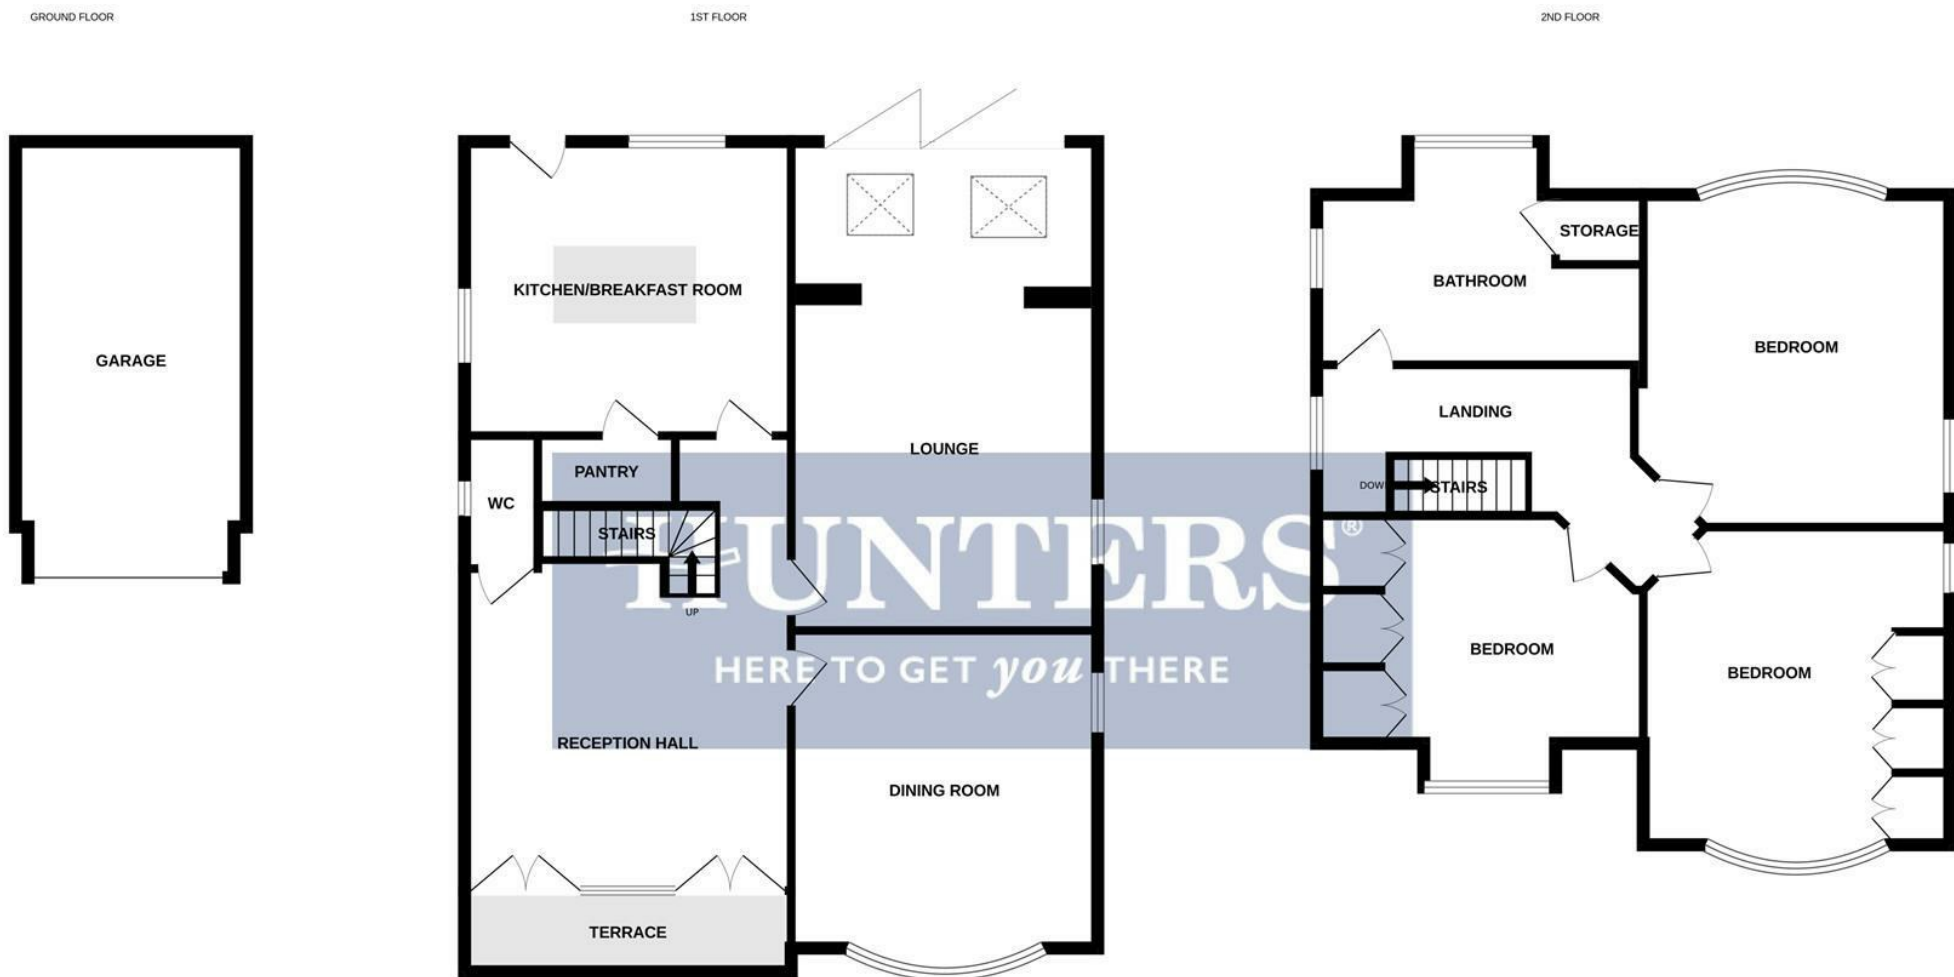 GROUND FLOOR
1ST FLOOR
2ND FLOOR
GARAGE
KITCHEN/BREAKFAST ROOM
PANTRY
WC
STAIRS
UP
LOUNGE
RECEPTION HALL
DINING ROOM
TERRACE
STORAGE
BATHROOM
BEDROOM
LANDING
DOWN
STAIRS
BEDROOM
BEDROOM
HUNTERS®
HERE TO GET you THERE